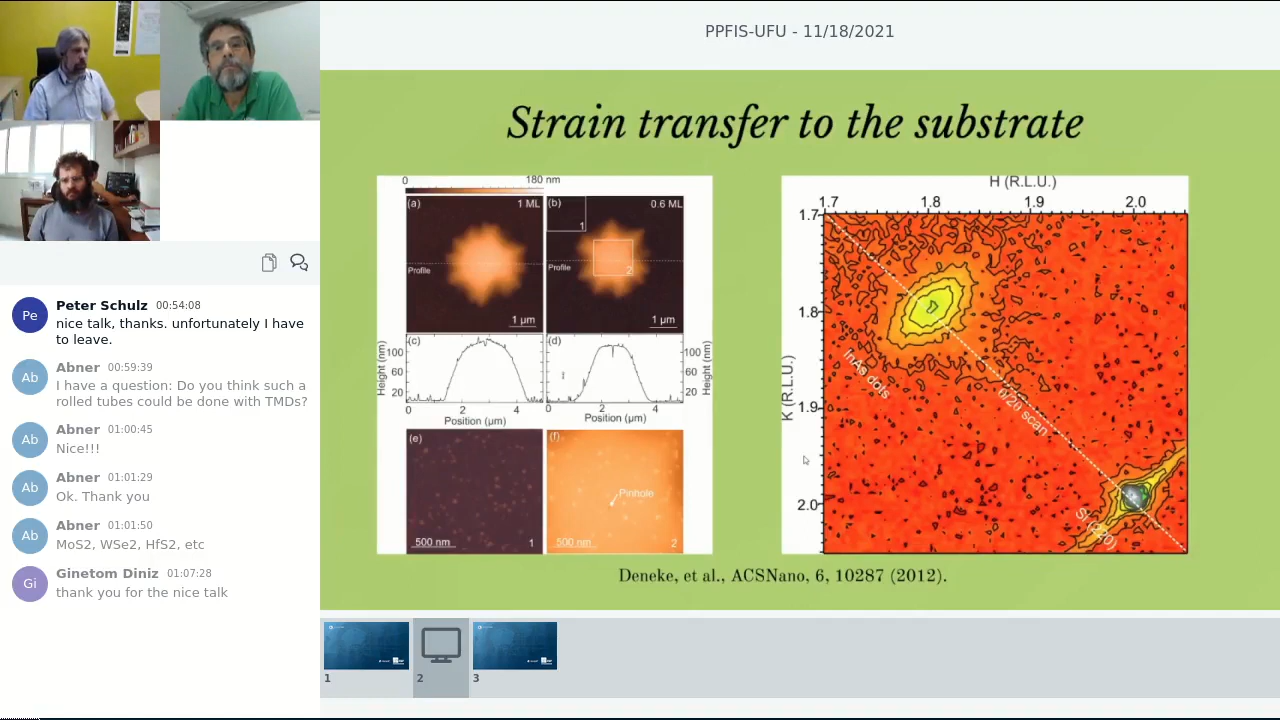 PPFIS-UFU - 11/18/2021
Strain transfer to the substrate
0 180 nm
(a) 1 ML
(b) 1 0.6 ML
Profile
Profile 2
1 µm
1 µm
(c)
(d)
Height (nm)
100
60
20
0 2 4
Position (µm)
100
60
20
Height (nm)
0 2 4
Position (µm)
(e)
(f)
Pinhole
500 nm 1
500 nm 2
H (R.L.U.)
1.7 1.8 1.9 2.0
K (R.L.U.)
1.7
1.8
1.9
2.0
InAs dots
θ/2θ scan
Si (220)
Deneke, et al., ACSNano, 6, 10287 (2012).
Pe
Peter Schulz 00:54:08
nice talk, thanks. unfortunately I have
to leave.
Ab
Abner 00:59:39
I have a question: Do you think such a
rolled tubes could be done with TMDs?
Ab
Abner 01:00:45
Nice!!!
Ab
Abner 01:01:29
Ok. Thank you
Ab
Abner 01:01:50
MoS2, WSe2, HfS2, etc
Gi
Ginetom Diniz 01:07:28
thank you for the nice talk
1
2
3